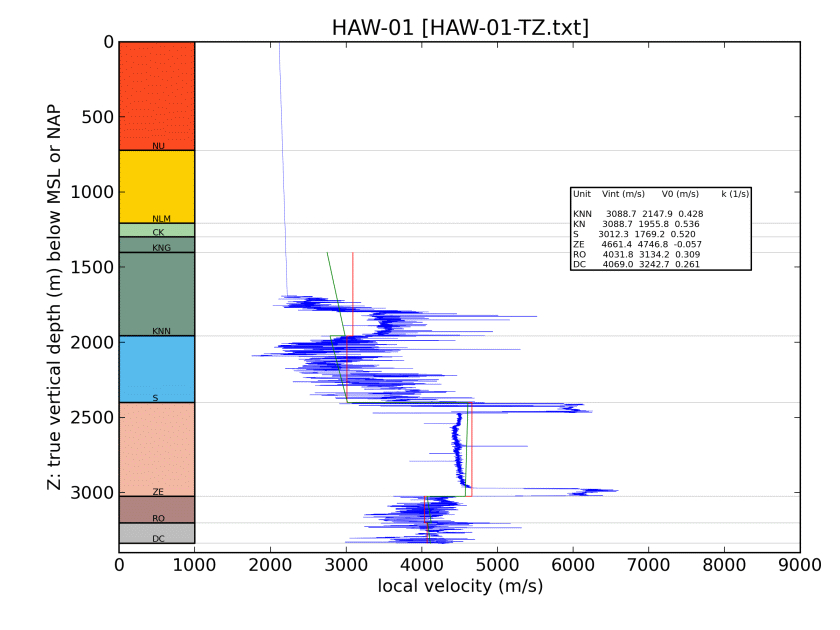 HAW-01 [HAW-01-TZ.txt]
Z: true vertical depth (m) below MSL or NAP
0
500
1000
1500
2000
2500
3000
NU
NLM
CK
KNG
KNN
S
ZE
RO
DC
Unit Vint (m/s) V0 (m/s) k (1/s)
KNN 3088.7 2147.9 0.428
KN 3088.7 1955.8 0.536
S 3012.3 1769.2 0.520
ZE 4661.4 4746.8 -0.057
RO 4031.8 3134.2 0.309
DC 4069.0 3242.7 0.261
0 1000 2000 3000 4000 5000 6000 7000 8000 9000
local velocity (m/s)